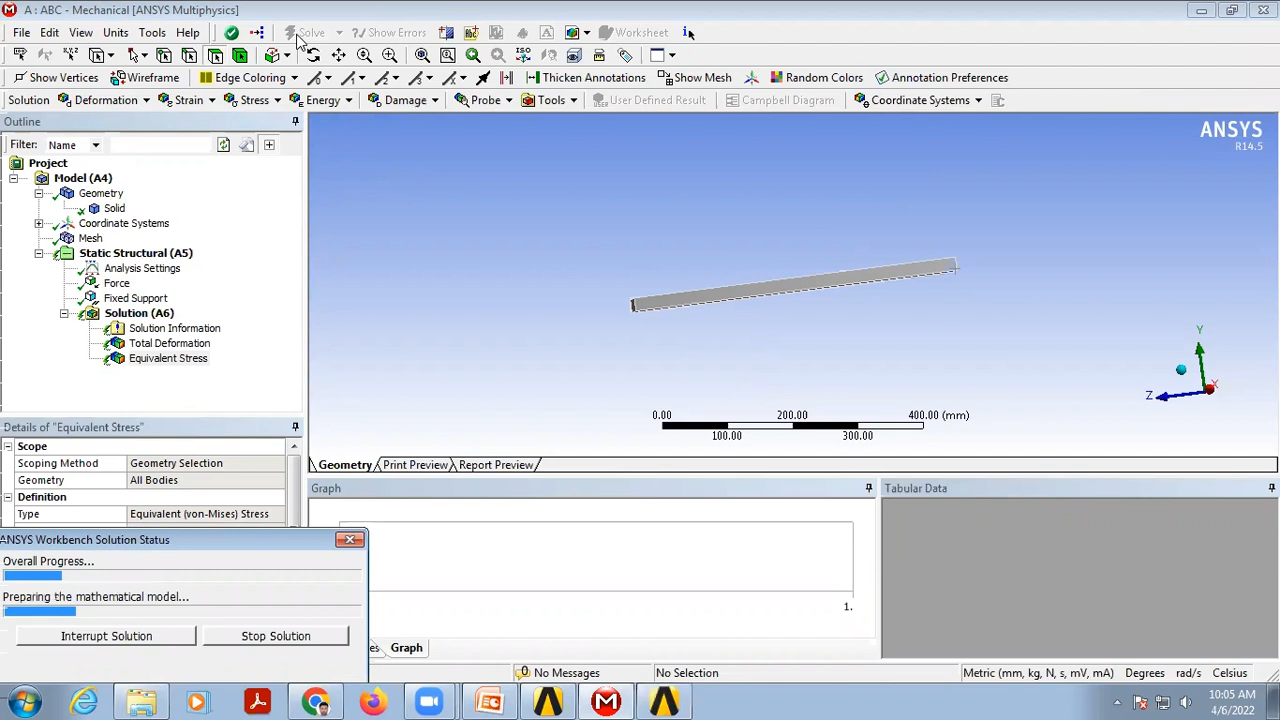 A : ABC - Mechanical [ANSYS Multiphysics]
File Edit View Units Tools Help Solve Show Errors Worksheet
Show Vertices Wireframe Edge Coloring Thicken Annotations Show Mesh Random Colors Annotation Preferences
Solution Deformation Strain Stress Energy Damage Probe Tools User Defined Result Campbell Diagram Coordinate Systems
Outline
Filter: Name
Project
Model (A4)
Geometry
Solid
Coordinate Systems
Mesh
Static Structural (A5)
Analysis Settings
Force
Fixed Support
Solution (A6)
Solution Information
Total Deformation
Equivalent Stress
ANSYS
R14.5
Y
Z
X
0.00 200.00 400.00 (mm)
100.00 300.00
Geometry Print Preview Report Preview
Details of "Equivalent Stress"
Scope
Scoping Method Geometry Selection
Geometry All Bodies
Definition
Type Equivalent (von-Mises) Stress
ANSYS Workbench Solution Status
Overall Progress...
Preparing the mathematical model...
Interrupt Solution Stop Solution
Graph
1.
Graph
Tabular Data
0 No Messages No Selection Metric (mm, kg, N, s, mV, mA) Degrees rad/s Celsius
10:05 AM
4/6/2022